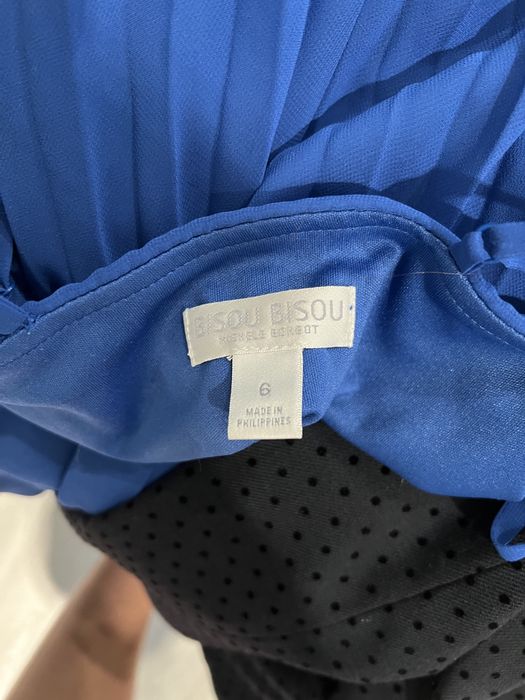 BISOU BISOU
MICHELE BOHBOT
6
MADE IN
PHILIPPINES